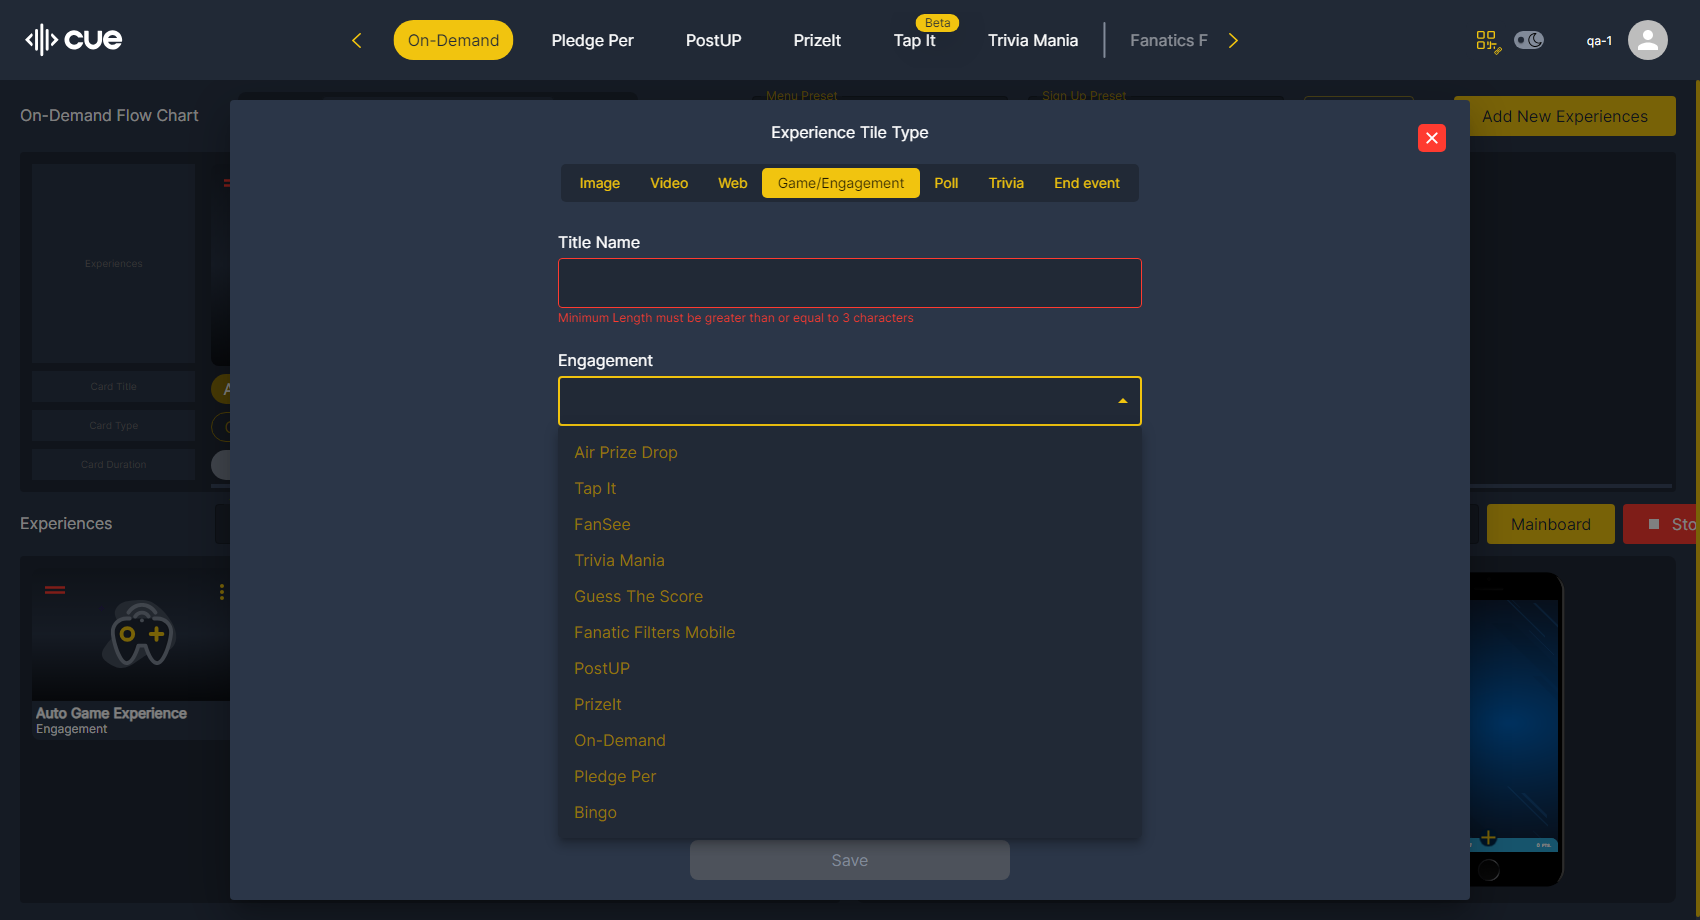 cue
On-Demand
Pledge Per
PostUP
PrizeIt
Beta
Tap It
Trivia Mania
Fanatics F
qa-1
On-Demand Flow Chart
Menu Preset
Sign Up Preset
Add New Experiences
Experience Tile Type
Image
Video
Web
Game/Engagement
Poll
Trivia
End event
Title Name
Minimum Length must be greater than or equal to 3 characters
Engagement
Air Prize Drop
Tap It
FanSee
Trivia Mania
Guess The Score
Fanatic Filters Mobile
PostUP
PrizeIt
On-Demand
Pledge Per
Bingo
Save
Experiences
Card Title
Card Type
Card Duration
Experiences
Mainboard
Sto
Auto Game Experience
Engagement